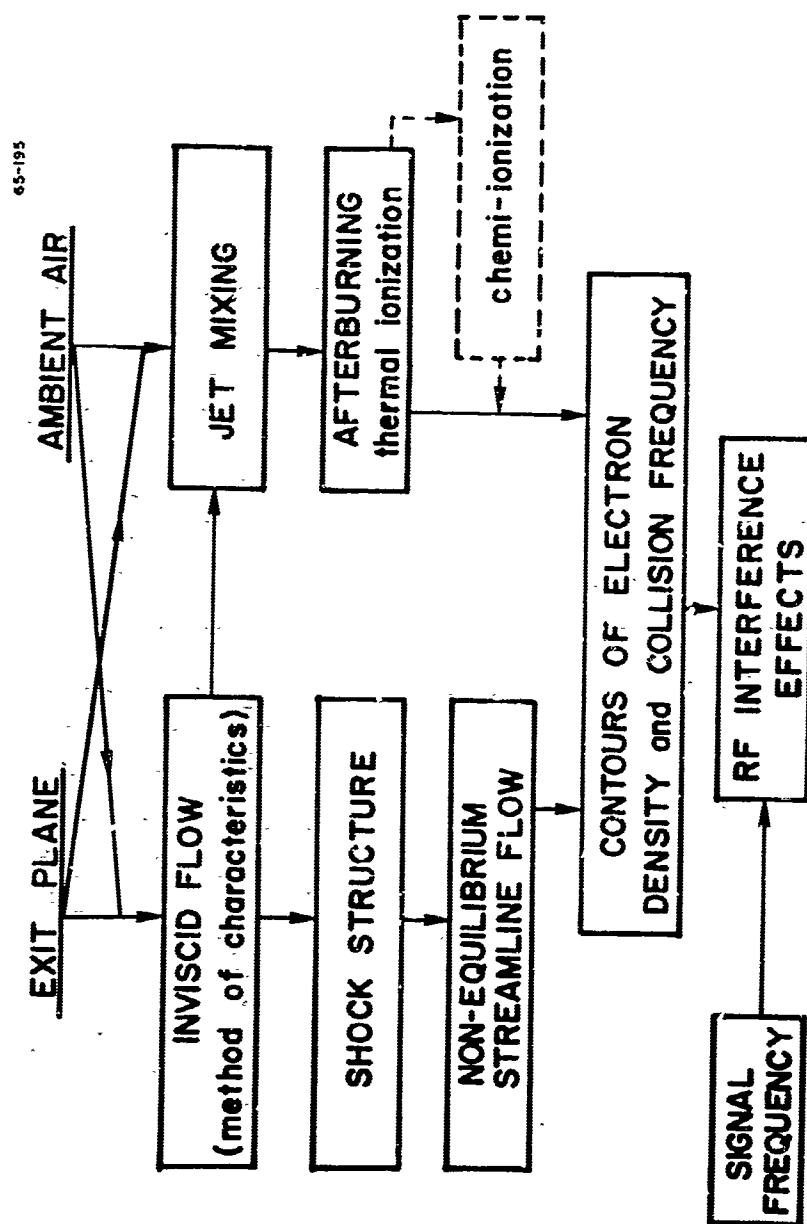 65-195
EXIT PLANE
AMBIENT AIR
INVISCID FLOW
(method of characteristics)
JET MIXING
SHOCK STRUCTURE
AFTERBURNING
thermal ionization
NON-EQUILIBRIUM
STREAMLINE FLOW
chemi-ionization
CONTOURS OF ELECTRON
DENSITY and COLLISION FREQUENCY
SIGNAL
FREQUENCY
RF INTERFERENCE
EFFECTS